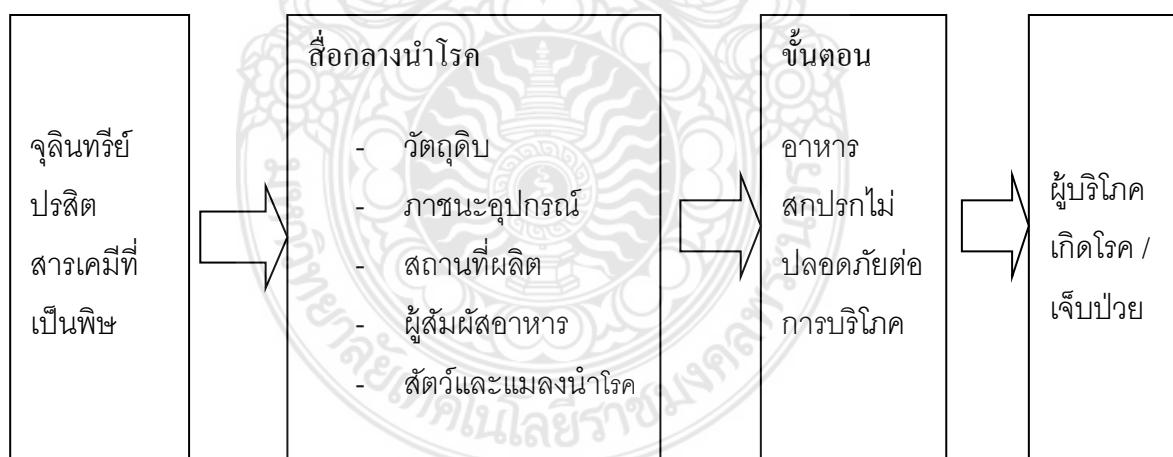 จุลินทรีย์
ปรสิต
สารเคมีที่
เป็นพิษ
สื่อกลางนำโรค
- วัตถุดิบ
- ภาชนะอุปกรณ์
- สถานที่ผลิต
- ผู้สัมผัสอาหาร
- สัตว์และแมลงนำโรค
ขั้นตอน
อาหาร
สกปรกไม่
ปลอดภัยต่อ
การบริโภค
ผู้บริโภค
เกิดโรค /
เจ็บป่วย